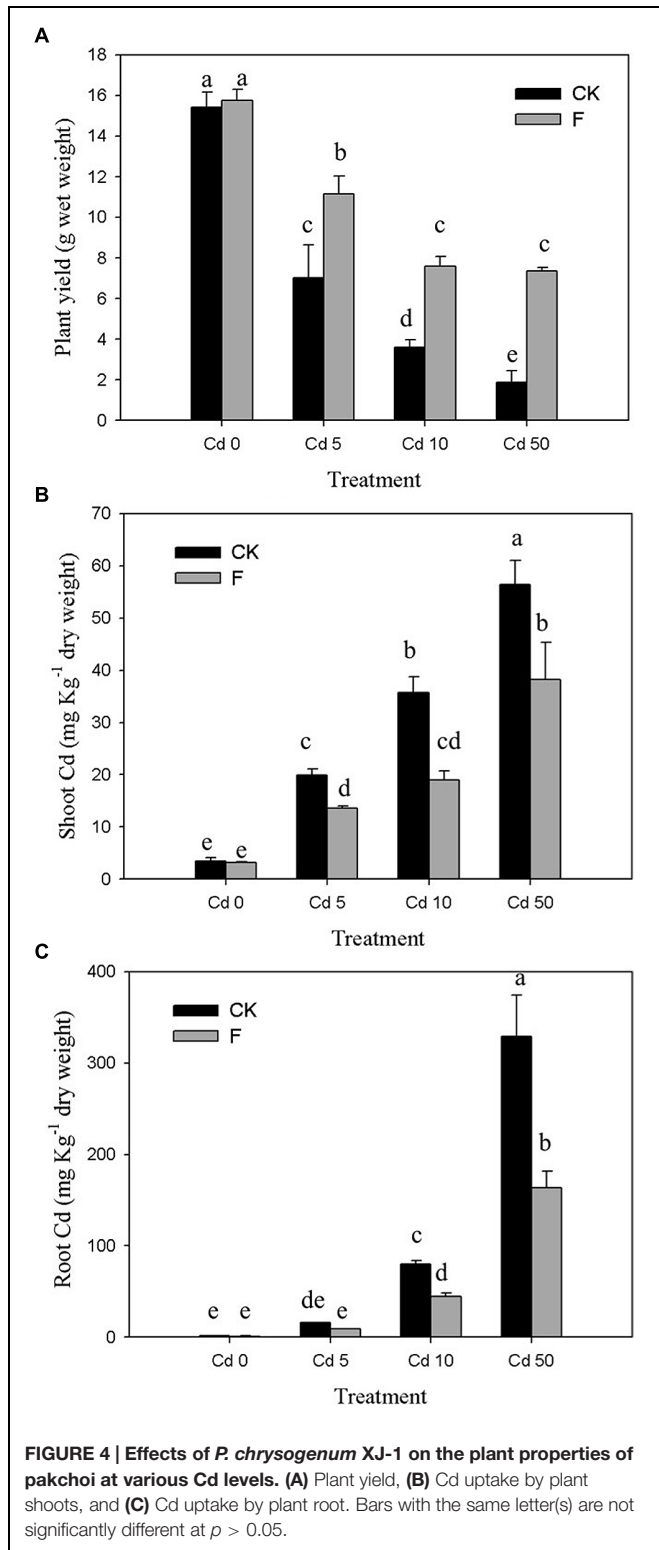 A
18
16
14
12
10
8
6
4
2
0
Plant yield (g wet weight)
CK
F
a a
c b
d c
e c
Cd 0 Cd 5 Cd 10 Cd 50
Treatment
B
70
60
50
40
30
20
10
0
Shoot Cd (mg Kg⁻¹ dry weight)
CK
F
e e
c d
b cd
a b
Cd 0 Cd 5 Cd 10 Cd 50
Treatment
C
400
300
200
100
0
Root Cd (mg Kg⁻¹ dry weight)
CK
F
e e
de e
c d
a b
Cd 0 Cd 5 Cd 10 Cd 50
Treatment
FIGURE 4 | Effects of P. chrysogenum XJ-1 on the plant properties of
pakchoi at various Cd levels. (A) Plant yield, (B) Cd uptake by plant
shoots, and (C) Cd uptake by plant root. Bars with the same letter(s) are not
significantly different at p > 0.05.